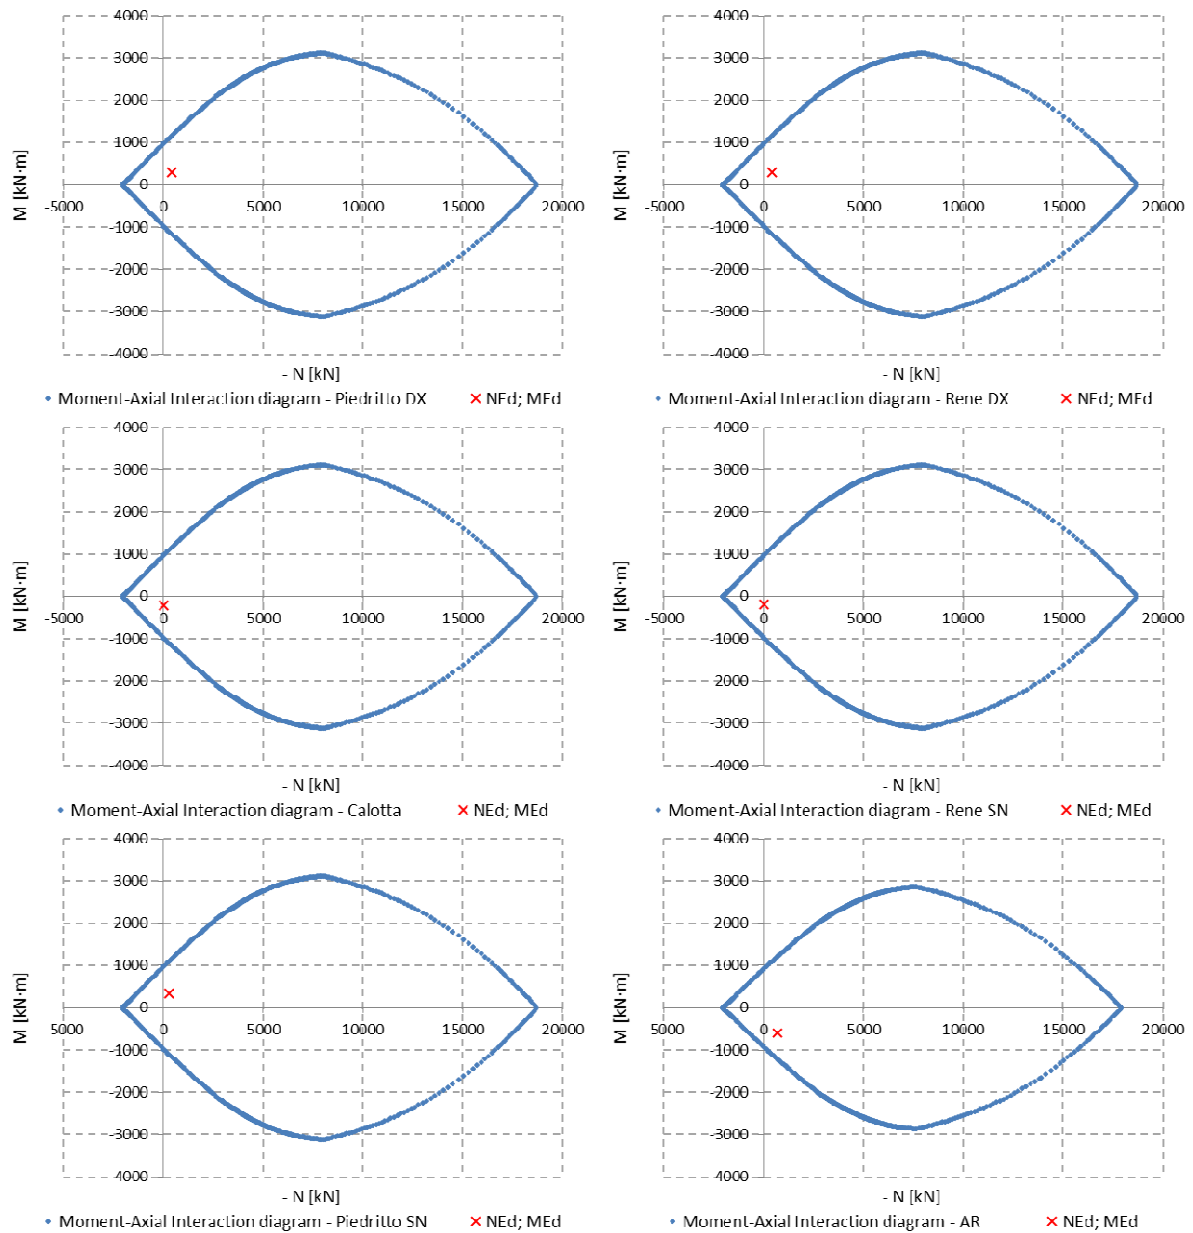 4000 4000
3000 3000
2000 2000
1000 1000
0 0
-5000 0 5000 10000 15000 20000 -5000 0 5000 10000 15000 20000
-1000 -1000
-2000 -2000
-3000 -3000
-4000 -4000
M [kN·m] M [kN·m]
- N [kN] - N [kN]
Moment-Axial Interaction diagram - Piedritto DX NEd; MEd Moment-Axial Interaction diagram - Rene DX NEd; MEd
4000 4000
3000 3000
2000 2000
1000 1000
0 0
-5000 0 5000 10000 15000 20000 -5000 0 5000 10000 15000 20000
-1000 -1000
-2000 -2000
-3000 -3000
-4000 -4000
M [kN·m] M [kN·m]
- N [kN] - N [kN]
Moment-Axial Interaction diagram - Calotta NEd; MEd Moment-Axial Interaction diagram - Rene SN NEd; MEd
4000 4000
3000 3000
2000 2000
1000 1000
0 0
5000 0 5000 10000 15000 20000 5000 0 5000 10000 15000 20000
-1000 -1000
-2000 -2000
-3000 -3000
4000 4000
M [kN·m] M [kN·m]
- N [kN] - N [kN]
Moment-Axial Interaction diagram - Piedritto SN NEd; MEd Moment-Axial Interaction diagram - AR NEd; MEd